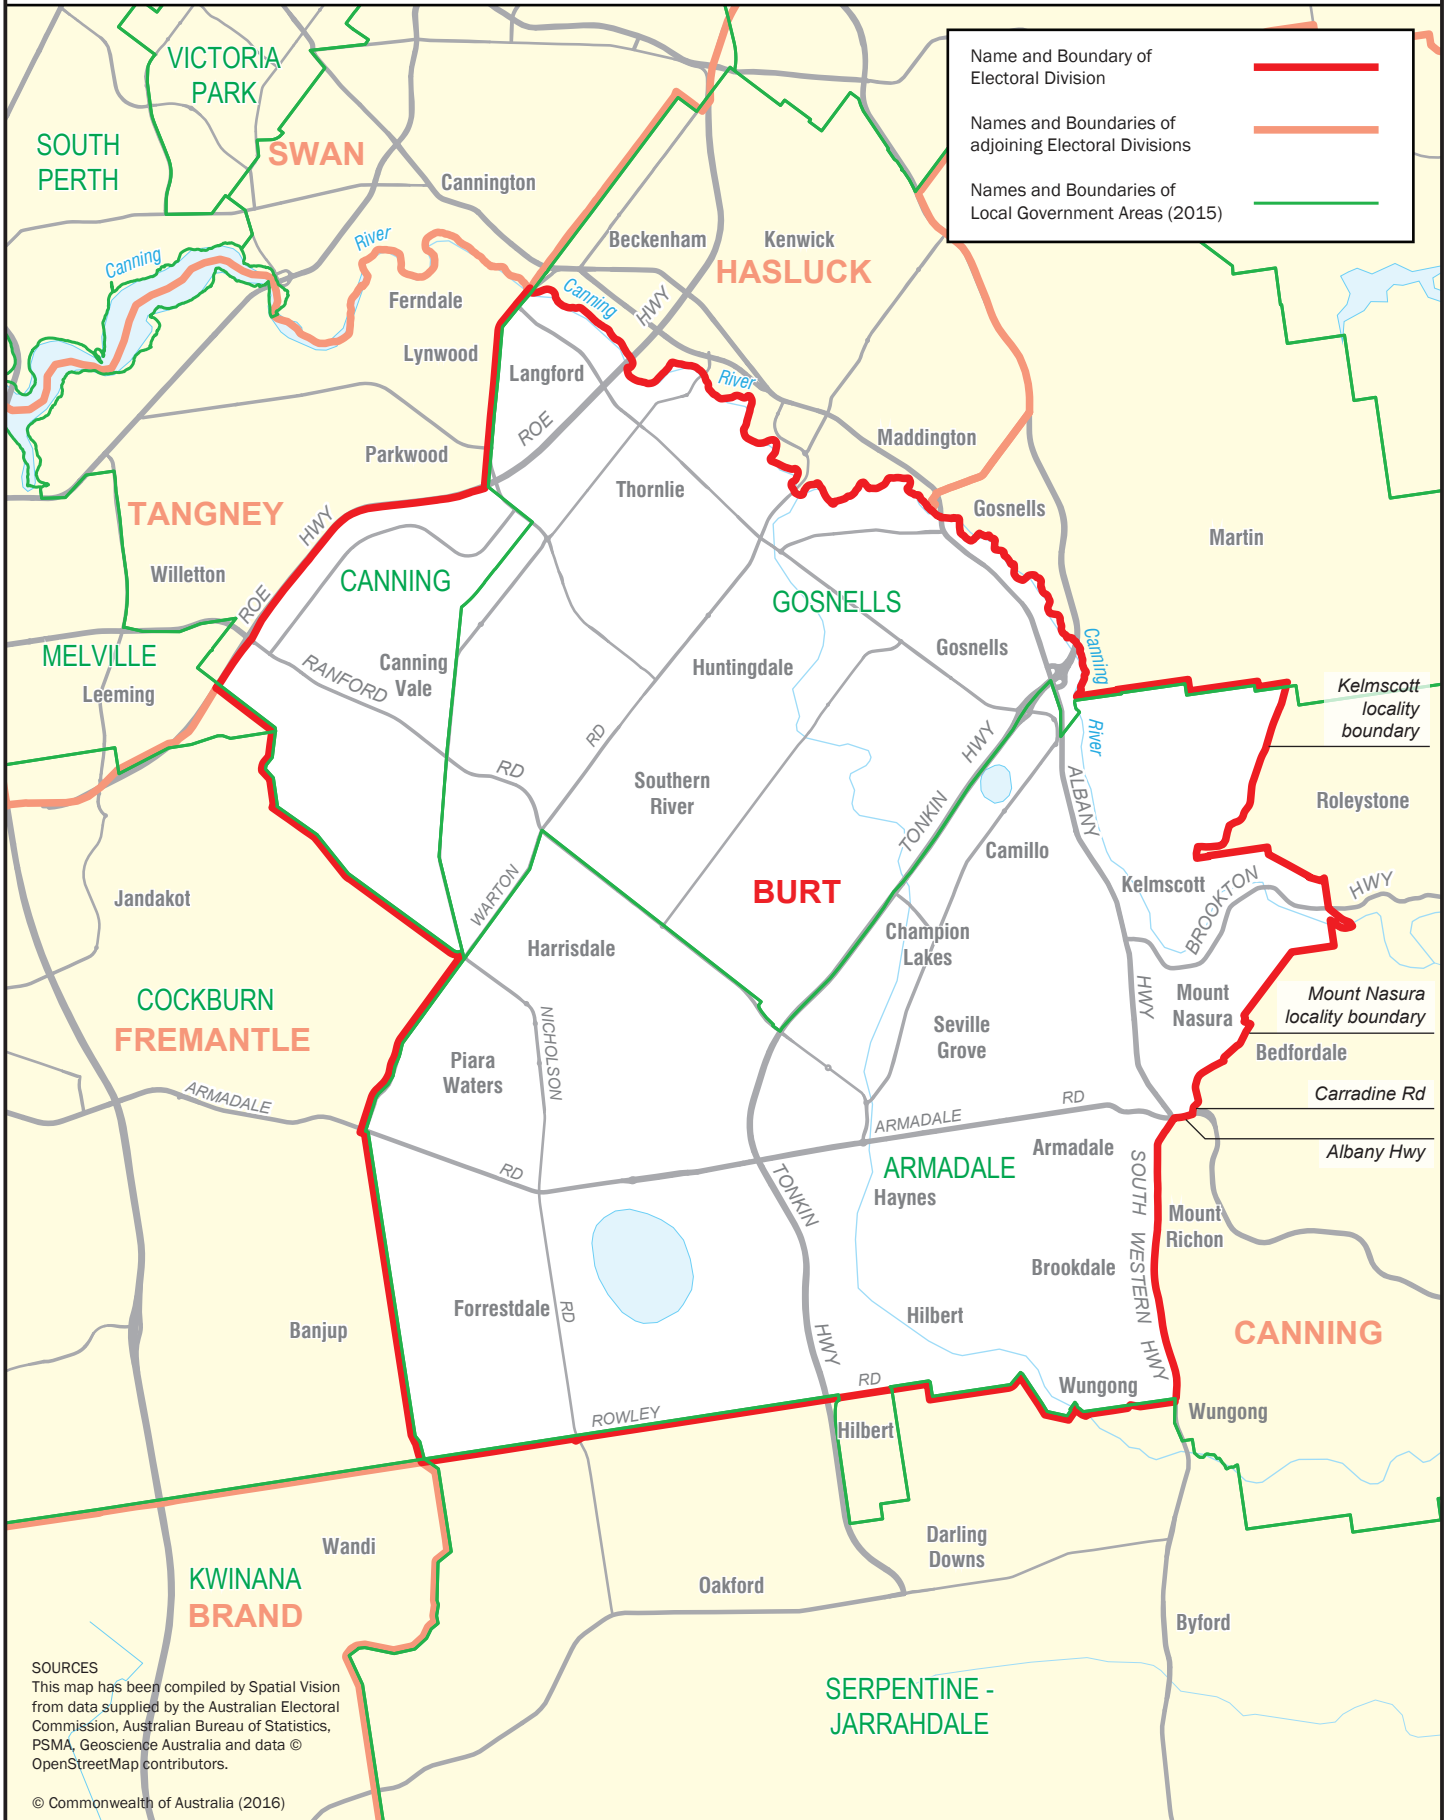 Name and Boundary of
Electoral Division
Names and Boundaries of
adjoining Electoral Divisions
Names and Boundaries of
Local Government Areas (2015)
VICTORIA
PARK
SOUTH
PERTH
SWAN
Cannington
Canning
River
Beckenham
Kenwick
HASLUCK
Ferndale
Canning
HWY
Lynwood
Langford
River
ROE
Parkwood
Maddington
Thornlie
TANGNEY
HWY
Gosnells
Martin
Willetton
CANNING
ROE
GOSNELLS
MELVILLE
Leeming
RANFORD
Canning
Vale
Huntingdale
Gosnells
Canning
River
Kelmscott
locality
boundary
RD
RD
HWY
Southern
River
TONKIN
ALBANY
Roleystone
Camillo
BURT
Kelmscott
BROOKTON
HWY
Jandakot
WARTON
Harrisdale
Champion
Lakes
COCKBURN
FREMANTLE
NICHOLSON
HWY
Mount
Nasura
Mount Nasura
locality boundary
Seville
Grove
Bedfordale
Piara
Waters
ARMADALE
Carradine Rd
RD
ARMADALE
Armadale
Albany Hwy
RD
ARMADALE
TONKIN
Haynes
SOUTH WESTERN HWY
Mount
Richon
Brookdale
Forrestdale
RD
Hilbert
Banjup
HWY
CANNING
RD
Wungong
ROWLEY
Wungong
Hilbert
Wandi
Darling
Downs
KWINANA
BRAND
Oakford
Byford
SERPENTINE -
JARRAHDALE
SOURCES
This map has been compiled by Spatial Vision
from data supplied by the Australian Electoral
Commission, Australian Bureau of Statistics,
PSMA, Geoscience Australia and data ©
OpenStreetMap contributors.
© Commonwealth of Australia (2016)